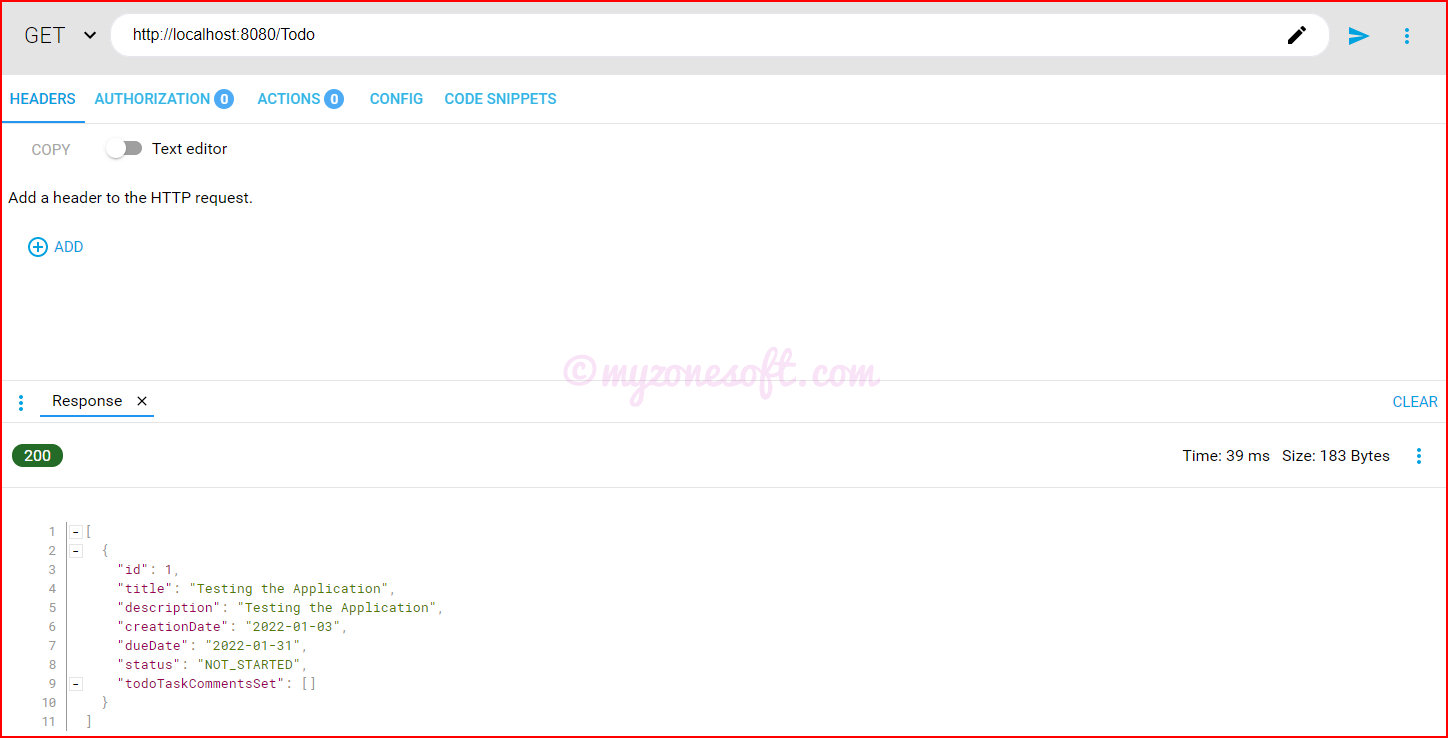 GET http://localhost:8080/Todo
HEADERS AUTHORIZATION 0 ACTIONS 0 CONFIG CODE SNIPPETS
COPY Text editor
Add a header to the HTTP request.
ADD
©myzonesoft.com
Response × CLEAR
200 Time: 39 ms Size: 183 Bytes
1 - [
2 - {
3 "id": 1,
4 "title": "Testing the Application",
5 "description": "Testing the Application",
6 "creationDate": "2022-01-03",
7 "dueDate": "2022-01-31",
8 "status": "NOT_STARTED",
9 - "todoTaskCommentsSet": []
10 }
11 ]